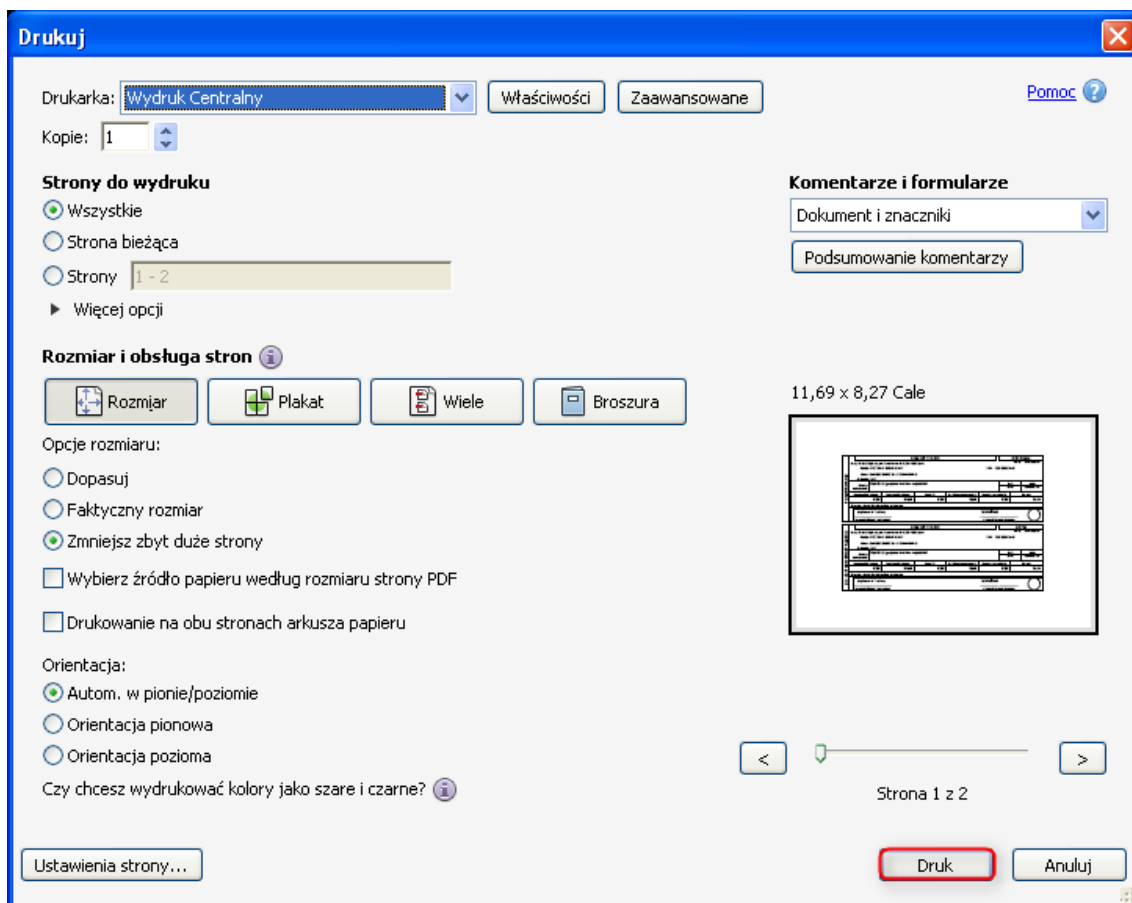 Drukuj
Drukarka: Wydruk Centralny Właściwości Zaawansowane Pomoc ?
Kopie: 1
Strony do wydruku
Wszystkie
Strona bieżąca
Strony 1 - 2
Więcej opcji
Komentarze i formularze
Dokument i znaczniki
Podsumowanie komentarzy
Rozmiar i obsługa stron i
Rozmiar Plakat Wiele Broszura
Opcje rozmiaru:
Dopasuj
Faktyczny rozmiar
Zmniejsz zbyt duże strony
Wybierz źródło papieru według rozmiaru strony PDF
Drukowanie na obu stronach arkusza papieru
Orientacja:
Autom. w pionie/poziomie
Orientacja pionowa
Orientacja pozioma
Czy chcesz wydrukować kolory jako szare i czarne? i
11,69 x 8,27 Cale
< >
Strona 1 z 2
Ustawienia strony... Druk Anuluj